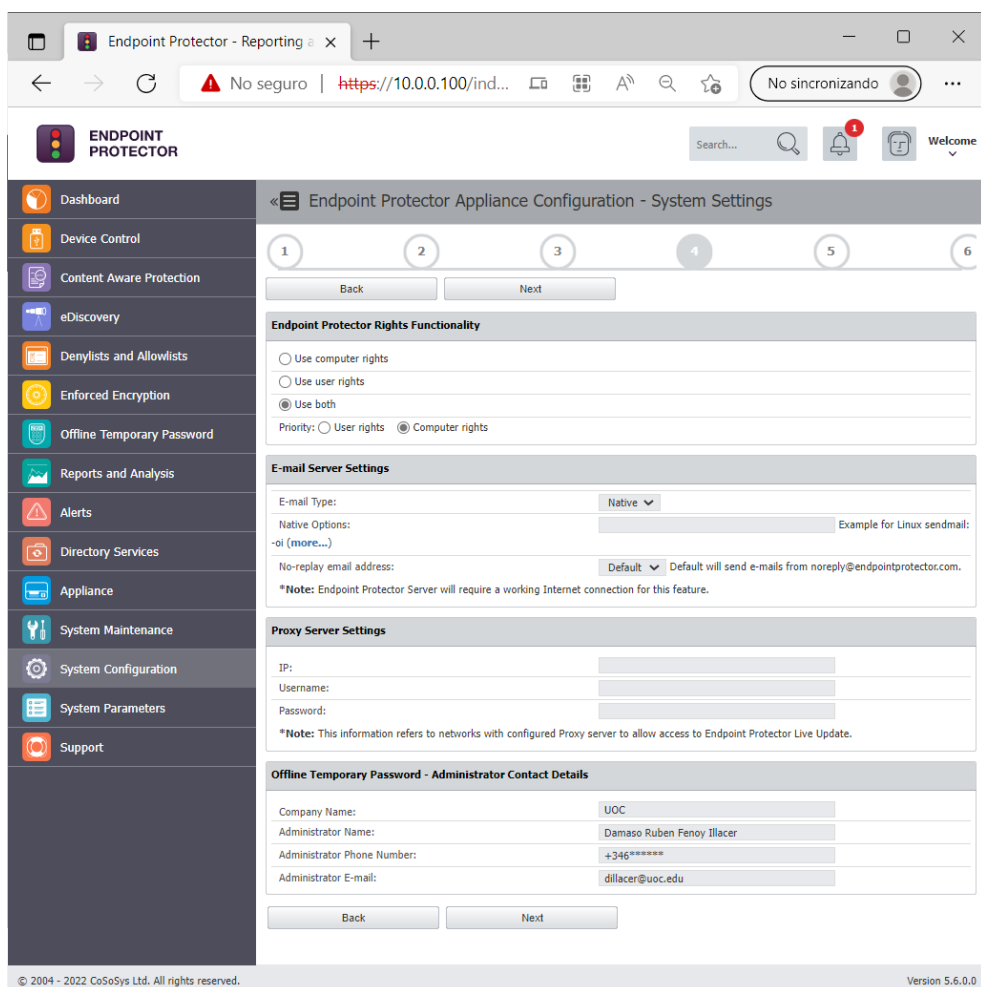 Endpoint Protector - Reporting a
No seguro | https://10.0.0.100/ind...
No sincronizando
ENDPOINT
PROTECTOR
Search...
1
Welcome
Dashboard
Device Control
Content Aware Protection
eDiscovery
Denylists and Allowlists
Enforced Encryption
Offline Temporary Password
Reports and Analysis
Alerts
Directory Services
Appliance
System Maintenance
System Configuration
System Parameters
Support
Endpoint Protector Appliance Configuration - System Settings
1 2 3 4 5 6
Back Next
Endpoint Protector Rights Functionality
Use computer rights
Use user rights
Use both
Priority: User rights Computer rights
E-mail Server Settings
E-mail Type: Native
Native Options: Example for Linux sendmail:
-oi (more...)
No-replay email address: Default Default will send e-mails from noreply@endpointprotector.com.
*Note: Endpoint Protector Server will require a working Internet connection for this feature.
Proxy Server Settings
IP:
Username:
Password:
*Note: This information refers to networks with configured Proxy server to allow access to Endpoint Protector Live Update.
Offline Temporary Password - Administrator Contact Details
Company Name: UOC
Administrator Name: Damaso Ruben Fenoy Illacer
Administrator Phone Number: +346******
Administrator E-mail: dillacer@uoc.edu
Back Next
© 2004 - 2022 CoSoSys Ltd. All rights reserved.
Version 5.6.0.0